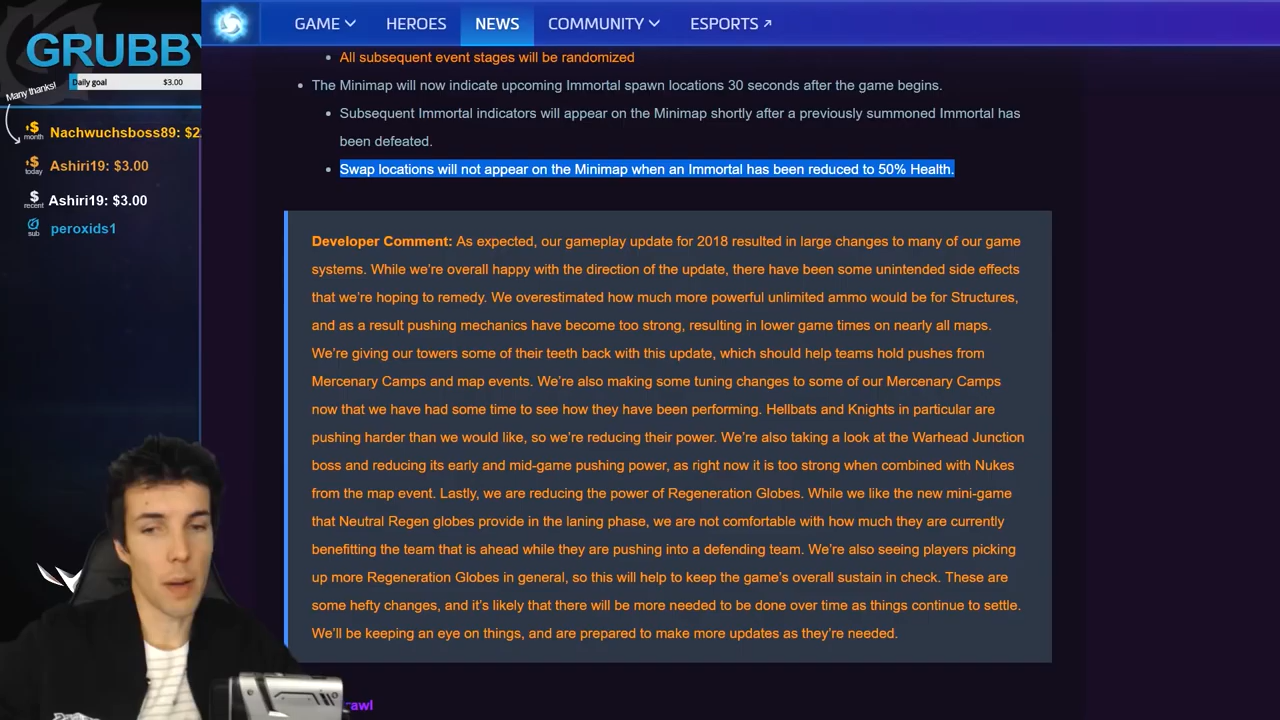 GAME HEROES NEWS COMMUNITY ESPORTS
GRUBBY
Daily goal $3.00
Many thanks!
$ month Nachwuchsboss89: $2
$ today Ashiri19: $3.00
$ recent Ashiri19: $3.00
sub peroxids1
All subsequent event stages will be randomized
The Minimap will now indicate upcoming Immortal spawn locations 30 seconds after the game begins.
Subsequent Immortal indicators will appear on the Minimap shortly after a previously summoned Immortal has
been defeated.
Swap locations will not appear on the Minimap when an Immortal has been reduced to 50% Health.
Developer Comment: As expected, our gameplay update for 2018 resulted in large changes to many of our game
systems. While we’re overall happy with the direction of the update, there have been some unintended side effects
that we’re hoping to remedy. We overestimated how much more powerful unlimited ammo would be for Structures,
and as a result pushing mechanics have become too strong, resulting in lower game times on nearly all maps.
We’re giving our towers some of their teeth back with this update, which should help teams hold pushes from
Mercenary Camps and map events. We’re also making some tuning changes to some of our Mercenary Camps
now that we have had some time to see how they have been performing. Hellbats and Knights in particular are
pushing harder than we would like, so we’re reducing their power. We’re also taking a look at the Warhead Junction
boss and reducing its early and mid-game pushing power, as right now it is too strong when combined with Nukes
from the map event. Lastly, we are reducing the power of Regeneration Globes. While we like the new mini-game
that Neutral Regen globes provide in the laning phase, we are not comfortable with how much they are currently
benefitting the team that is ahead while they are pushing into a defending team. We’re also seeing players picking
up more Regeneration Globes in general, so this will help to keep the game’s overall sustain in check. These are
some hefty changes, and it’s likely that there will be more needed to be done over time as things continue to settle.
We’ll be keeping an eye on things, and are prepared to make more updates as they’re needed.
rawl